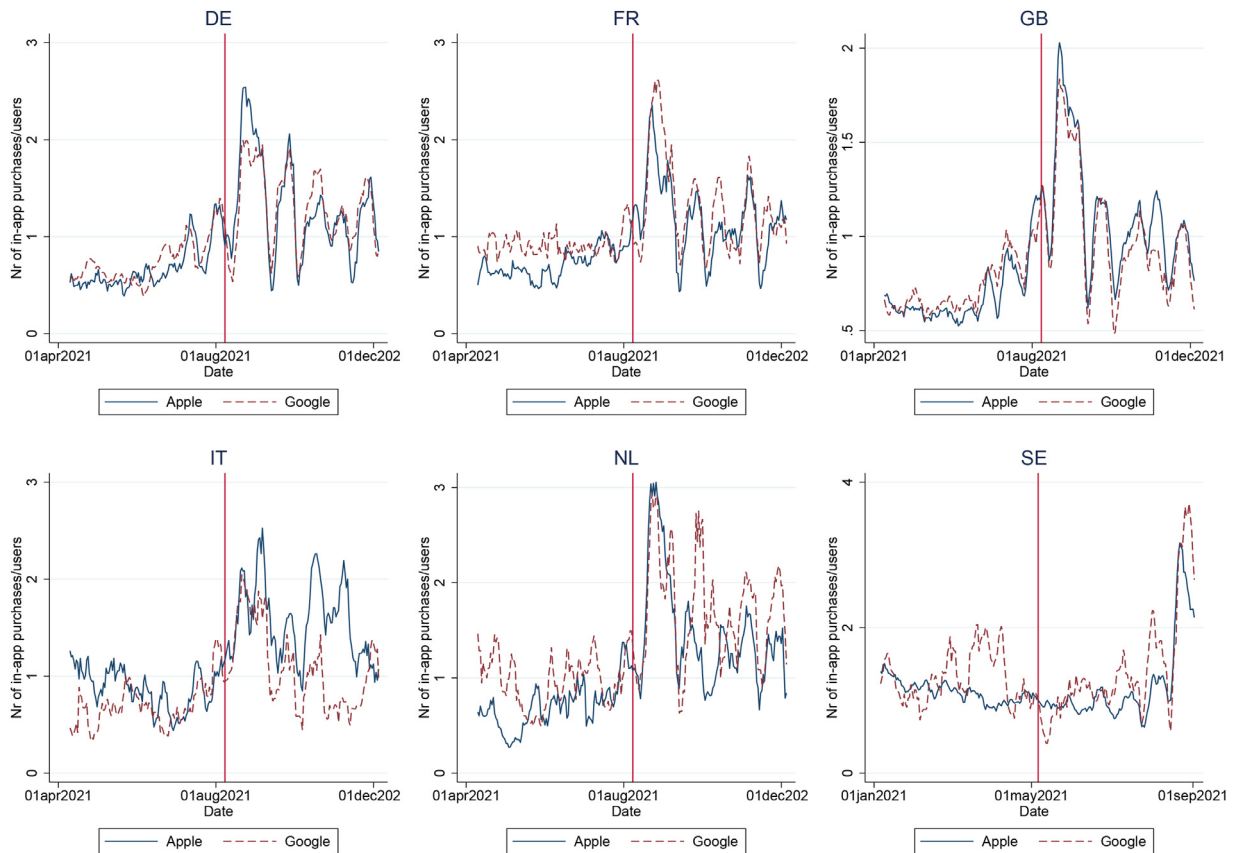 DE
Nr of in-app purchases/users
3
2
1
0
01apr2021
01aug2021
01dec202
Date
Apple
Google
FR
Nr of in-app purchases/users
3
2
1
0
01apr2021
01aug2021
01dec202
Date
Apple
Google
GB
Nr of in-app purchases/users
2
1.5
1
.5
01apr2021
01aug2021
01dec2021
Date
Apple
Google
IT
Nr of in-app purchases/users
3
2
1
0
01apr2021
01aug2021
01dec202
Date
Apple
Google
NL
Nr of in-app purchases/users
3
2
1
0
01apr2021
01aug2021
01dec202
Date
Apple
Google
SE
Nr of in-app purchases/users
4
2
0
01jan2021
01may2021
01sep2021
Date
Apple
Google